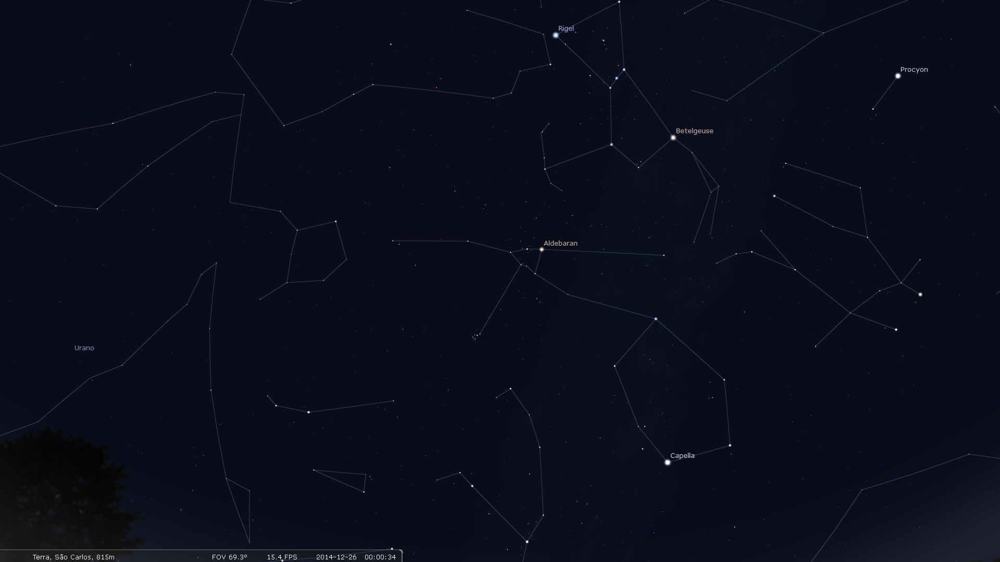 Rigel
Procyon
Betelgeuse
Aldebaran
Urano
Capella
Terra, São Carlos, 815m FOV 69.3° 15.4 FPS 2014-12-26 00:00:34